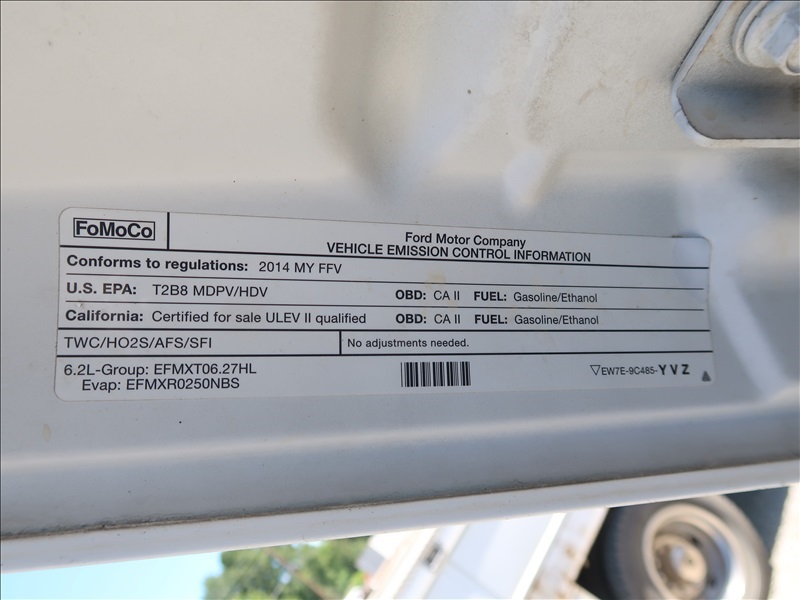 FoMoCo
Ford Motor Company
VEHICLE EMISSION CONTROL INFORMATION
Conforms to regulations: 2014 MY FFV
U.S. EPA: T2B8 MDPV/HDV OBD: CA II FUEL: Gasoline/Ethanol
California: Certified for sale ULEV II qualified OBD: CA II FUEL: Gasoline/Ethanol
TWC/HO2S/AFS/SFI No adjustments needed.
6.2L-Group: EFMXT06.27HL
Evap: EFMXR0250NBS
EW7E-9C485-YVZ